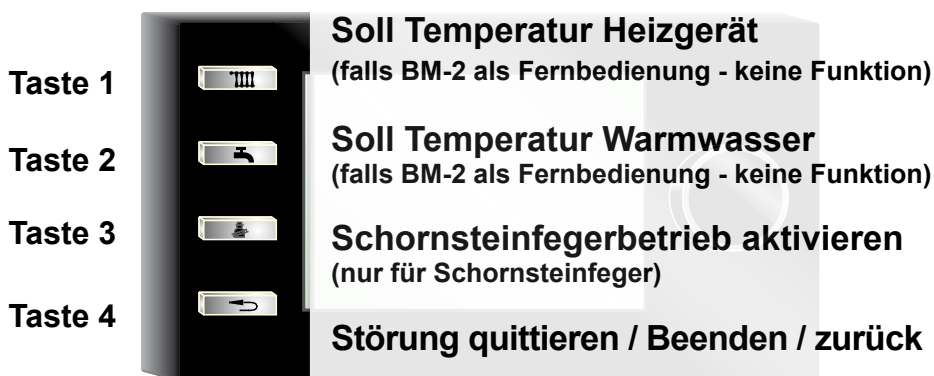 Soll Temperatur Heizgerät
Taste 1
(falls BM-2 als Fernbedienung - keine Funktion)
Soll Temperatur Warmwasser
Taste 2
(falls BM-2 als Fernbedienung - keine Funktion)
Taste 3
Schornsteinfegerbetrieb aktivieren
(nur für Schornsteinfeger)
Taste 4
Störung quittieren / Beenden / zurück